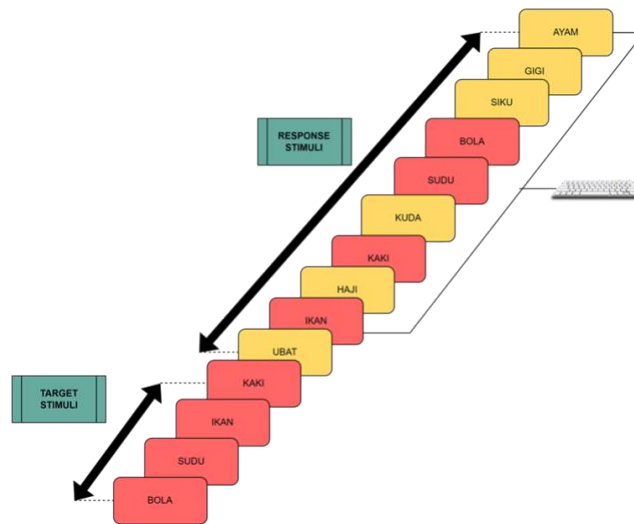 AYAM
GIGI
SIKU
RESPONSE
STIMULI
BOLA
SUDU
KUDA
KAKI
HAJI
IKAN
UBAT
KAKI
TARGET
STIMULI
IKAN
SUDU
BOLA